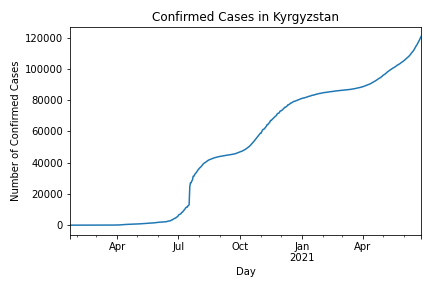 Confirmed Cases in Kyrgyzstan
120000
100000
80000
60000
40000
20000
0
Number of Confirmed Cases
Apr
Jul
Oct
Jan
2021
Apr
Day